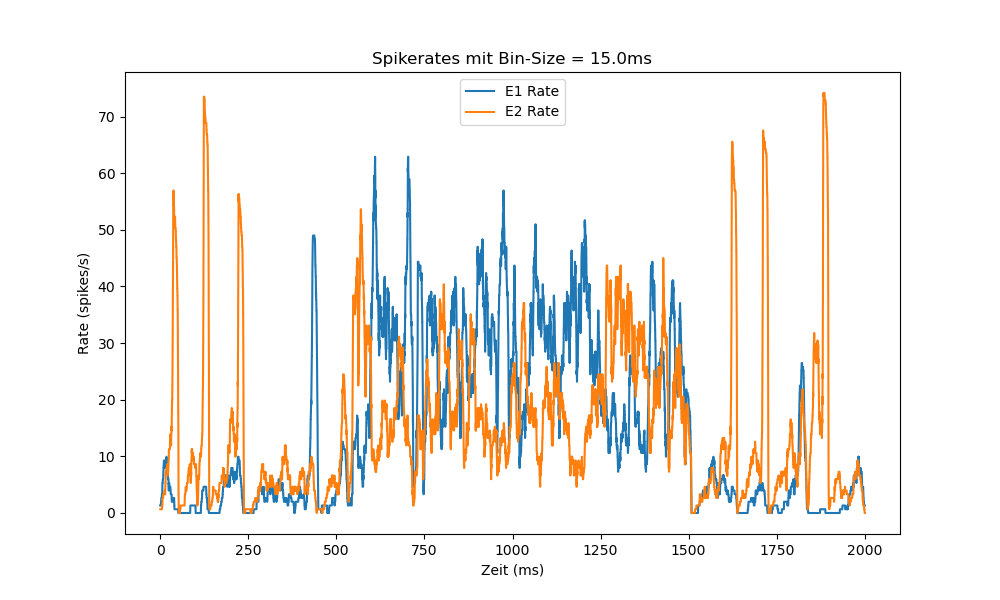 Spikerates mit Bin-Size = 15.0ms
E1 Rate
E2 Rate
Rate (spikes/s)
70
60
50
40
30
20
10
0
0 250 500 750 1000 1250 1500 1750 2000
Zeit (ms)